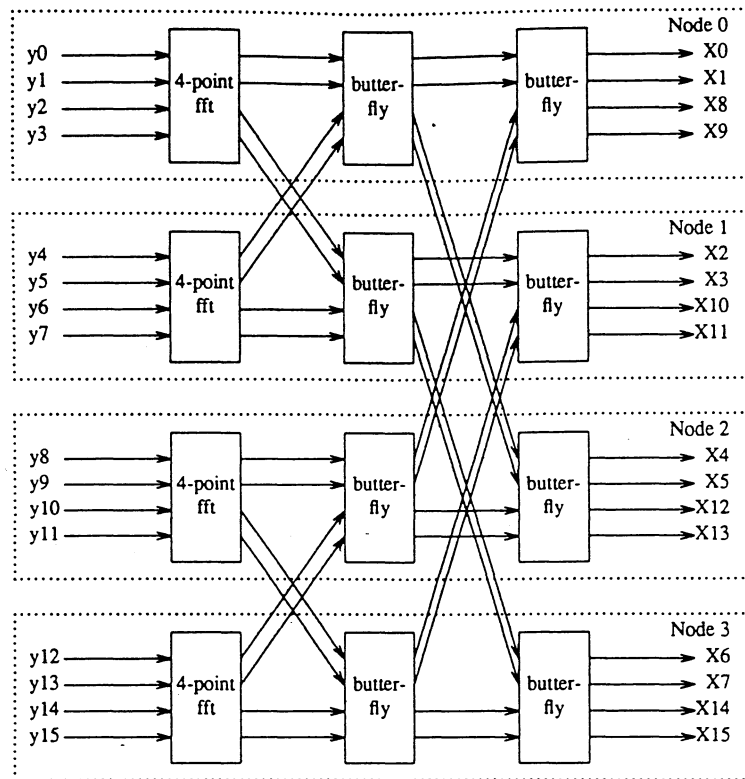 Node 0
y0
y1
y2
y3
4-point
fft
butter-
fly
butter-
fly
X0
X1
X8
X9
Node 1
y4
y5
y6
y7
4-point
fft
butter-
fly
butter-
fly
X2
X3
X10
X11
Node 2
y8
y9
y10
y11
4-point
fft
butter-
fly
butter-
fly
X4
X5
X12
X13
Node 3
y12
y13
y14
y15
4-point
fft
butter-
fly
butter-
fly
X6
X7
X14
X15